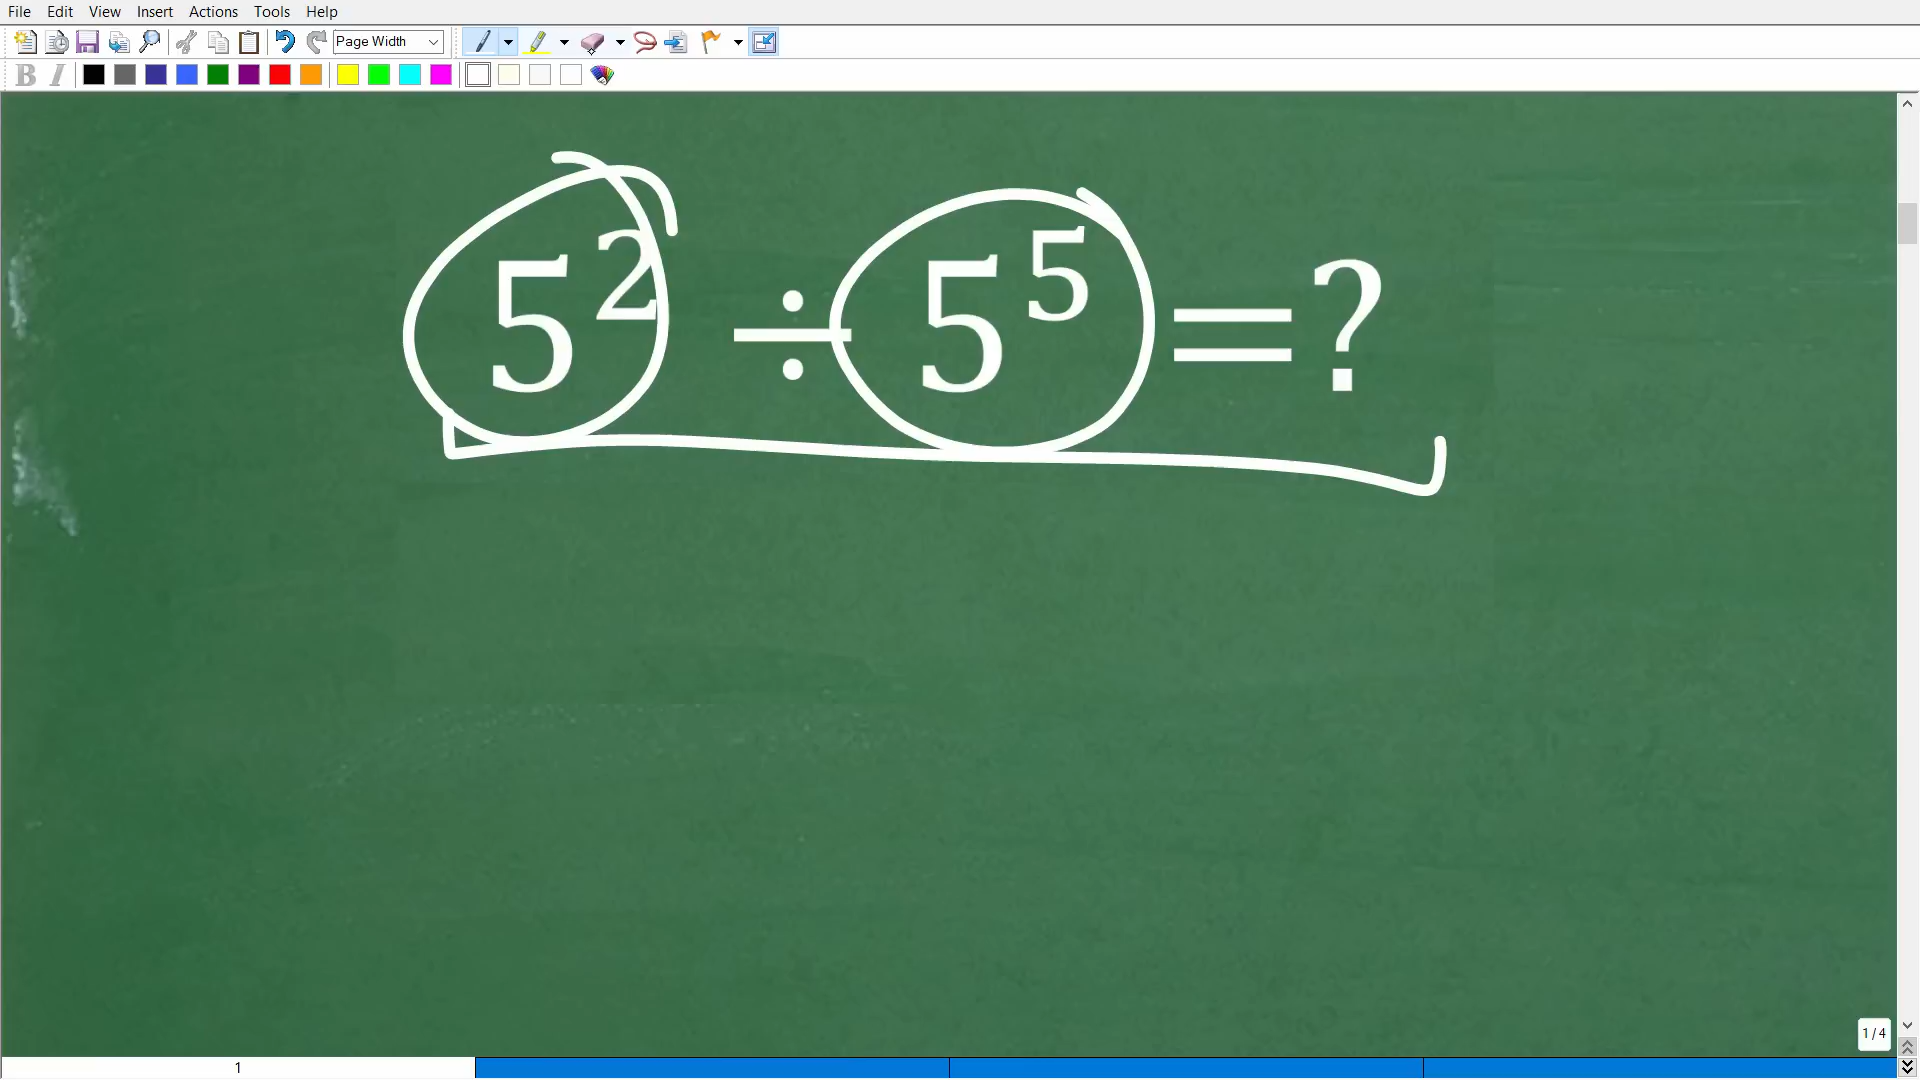 File Edit View Insert Actions Tools Help
Page Width
B I
5² ÷ 5⁵ =?
1 / 4
1